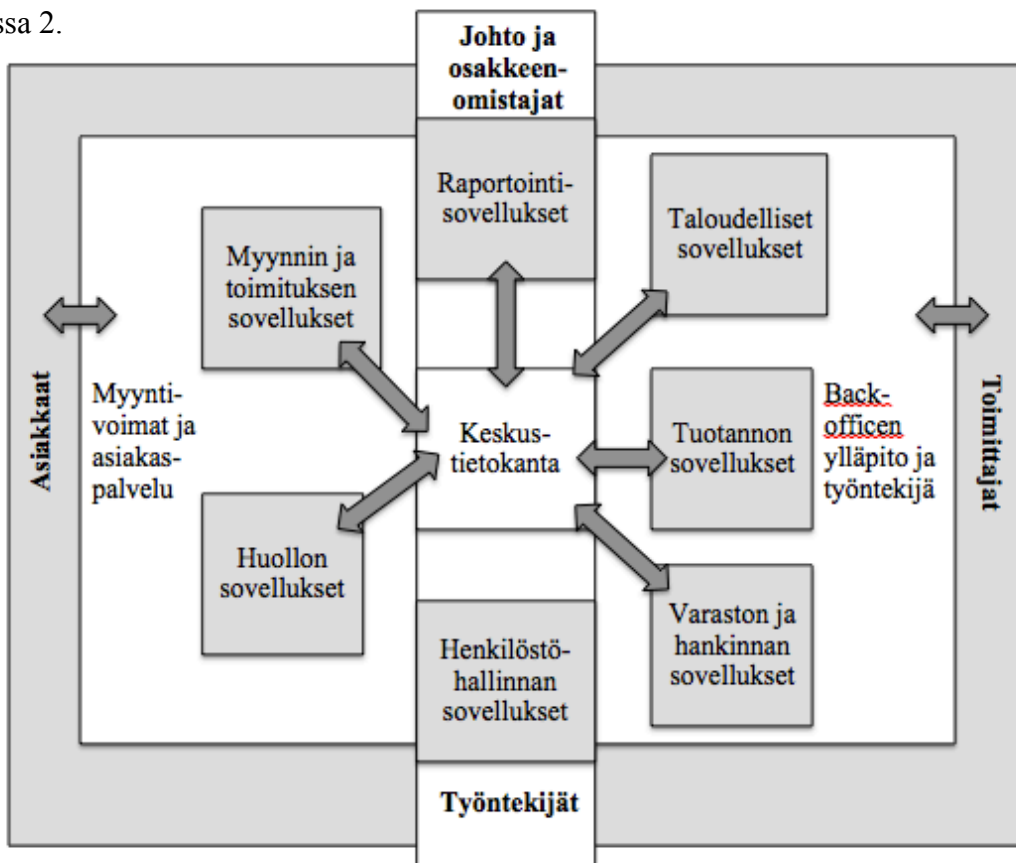 ssa 2.
Johto ja
osakkeen-
omistajat
Raportointi-
sovellukset
Taloudelliset
sovellukset
Myynnin ja
toimituksen
sovellukset
Asiakkaat
Myynti-
voimat ja
asiakas-
palvelu
Keskus-
tietokanta
Tuotannon
sovellukset
Back-
officen
ylläpito ja
työntekijä
Toimittajat
Huollon
sovellukset
Henkilöstö-
hallinnan
sovellukset
Varaston ja
hankinnan
sovellukset
Työntekijät